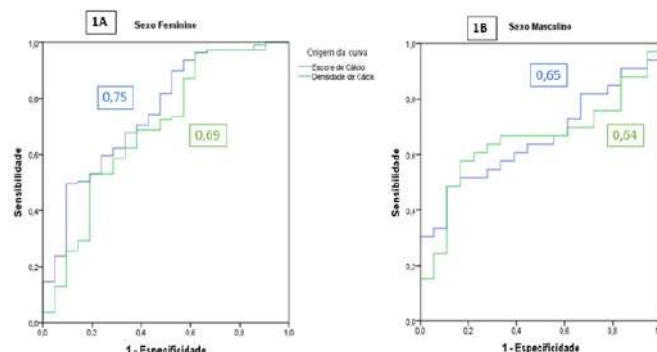 1A
Sexo Feminino
Sensibilidade
1,0
0,8
0,6
0,4
0,2
0,0
0,0
0,2
0,4
0,6
0,8
1,0
1 - Especificidade
0,75
0,69
Origem da curva
Escore de Cálcio
Densidade de Cálcio
1B
Sexo Masculino
Sensibilidade
1,0
0,8
0,6
0,4
0,2
0,0
0,0
0,2
0,4
0,6
0,8
1 - Especificidade
0,65
0,64